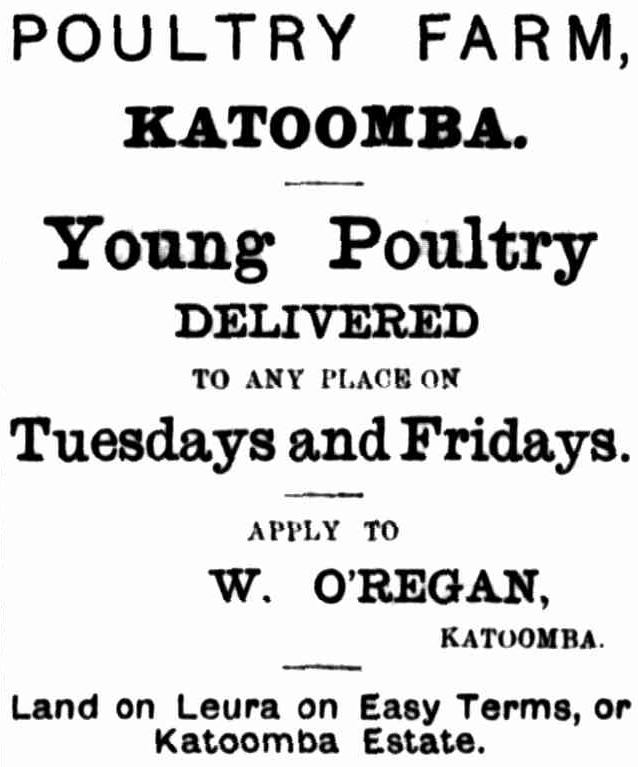 POULTRY FARM,
KATOOMBA.
Young Poultry
DELIVERED
TO ANY PLACE ON
Tuesdays and Fridays.
APPLY TO
W. O'REGAN,
KATOOMBA.
Land on Leura on Easy Terms, or
Katoomba Estate.